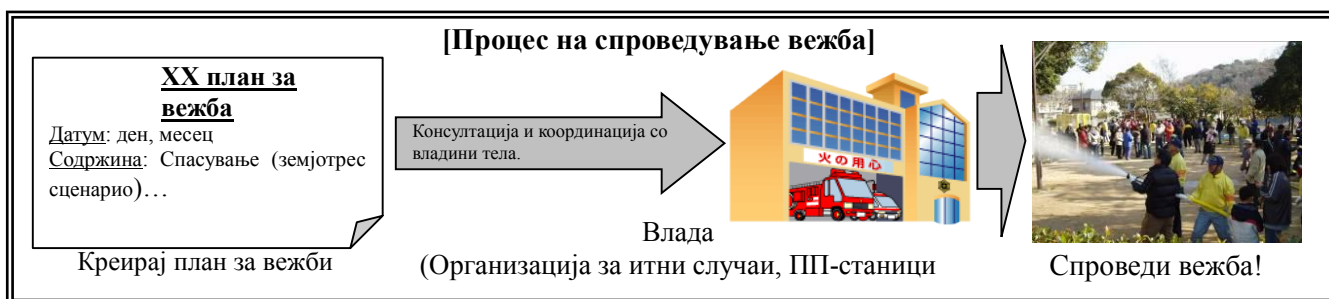 [Процес на спроведување вежба]
ХХ план за
вежба
Датум: ден, месец
Содржина: Спасување (земјотрес
сценарио)…
Креирај план за вежби
Консултација и координација со
владини тела.
火の用心
Влада
(Организација за итни случаи, ПП-станици
Спроведи вежба!